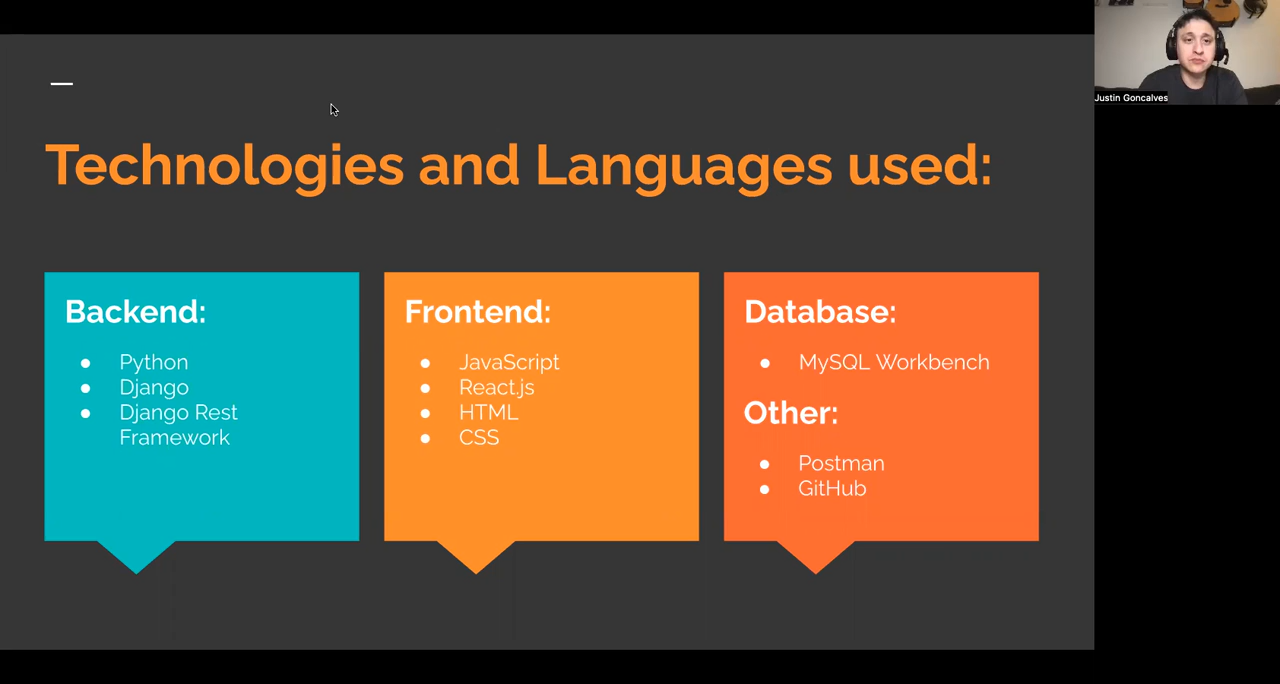 Technologies and Languages used:
Backend:
● Python
● Django
● Django Rest
Framework
Frontend:
● JavaScript
● React.js
● HTML
● CSS
Database:
● MySQL Workbench
Other:
● Postman
● GitHub
Justin Goncalves